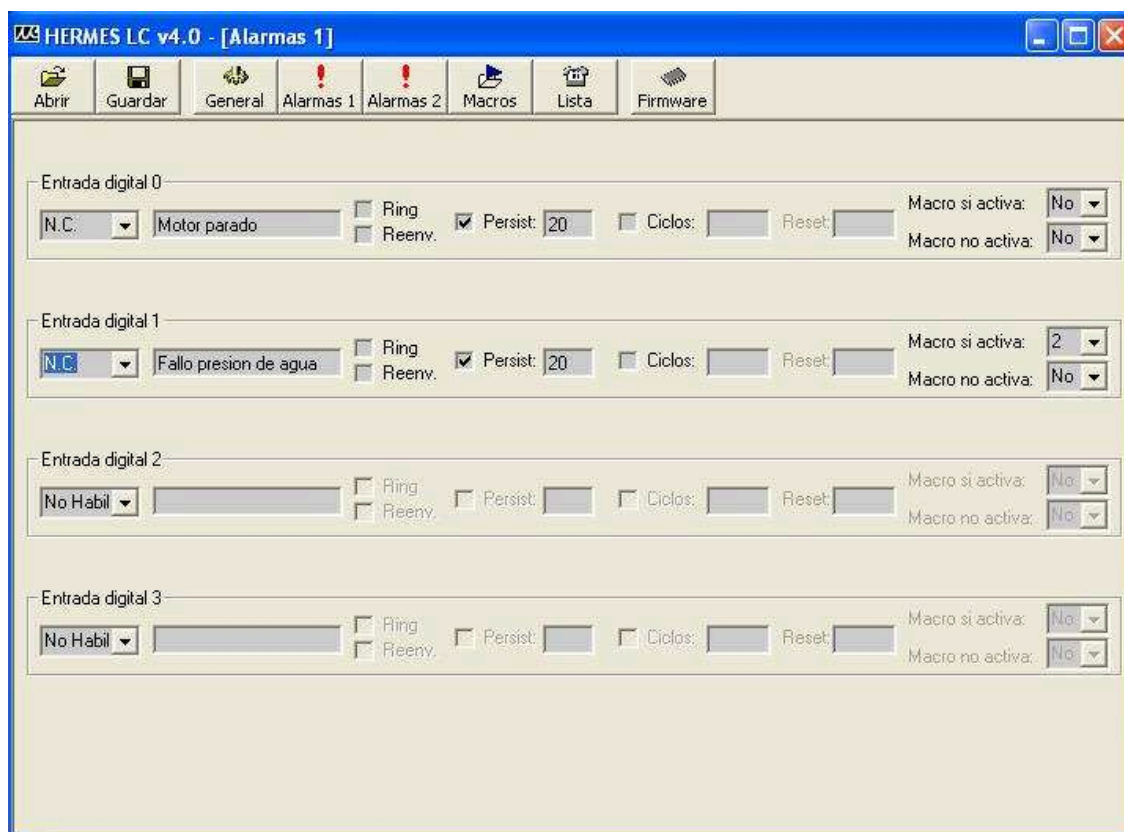 HERMES LC v4.0 - [Alarmas 1]
Abrir Guardar General Alarmas 1 Alarmas 2 Macros Lista Firmware
Entrada digital 0
N.C. Motor parado Ring Reenv. Persist: 20 Ciclos: Reset: Macro si activa: No
Macro no activa: No
Entrada digital 1
N.C. Fallo presion de agua Ring Reenv. Persist: 20 Ciclos: Reset: Macro si activa: 2
Macro no activa: No
Entrada digital 2
No Habil Ring Reenv. Persist: Ciclos: Reset: Macro si activa: No
Macro no activa: No
Entrada digital 3
No Habil Ring Reenv. Persist: Ciclos: Reset: Macro si activa: No
Macro no activa: No